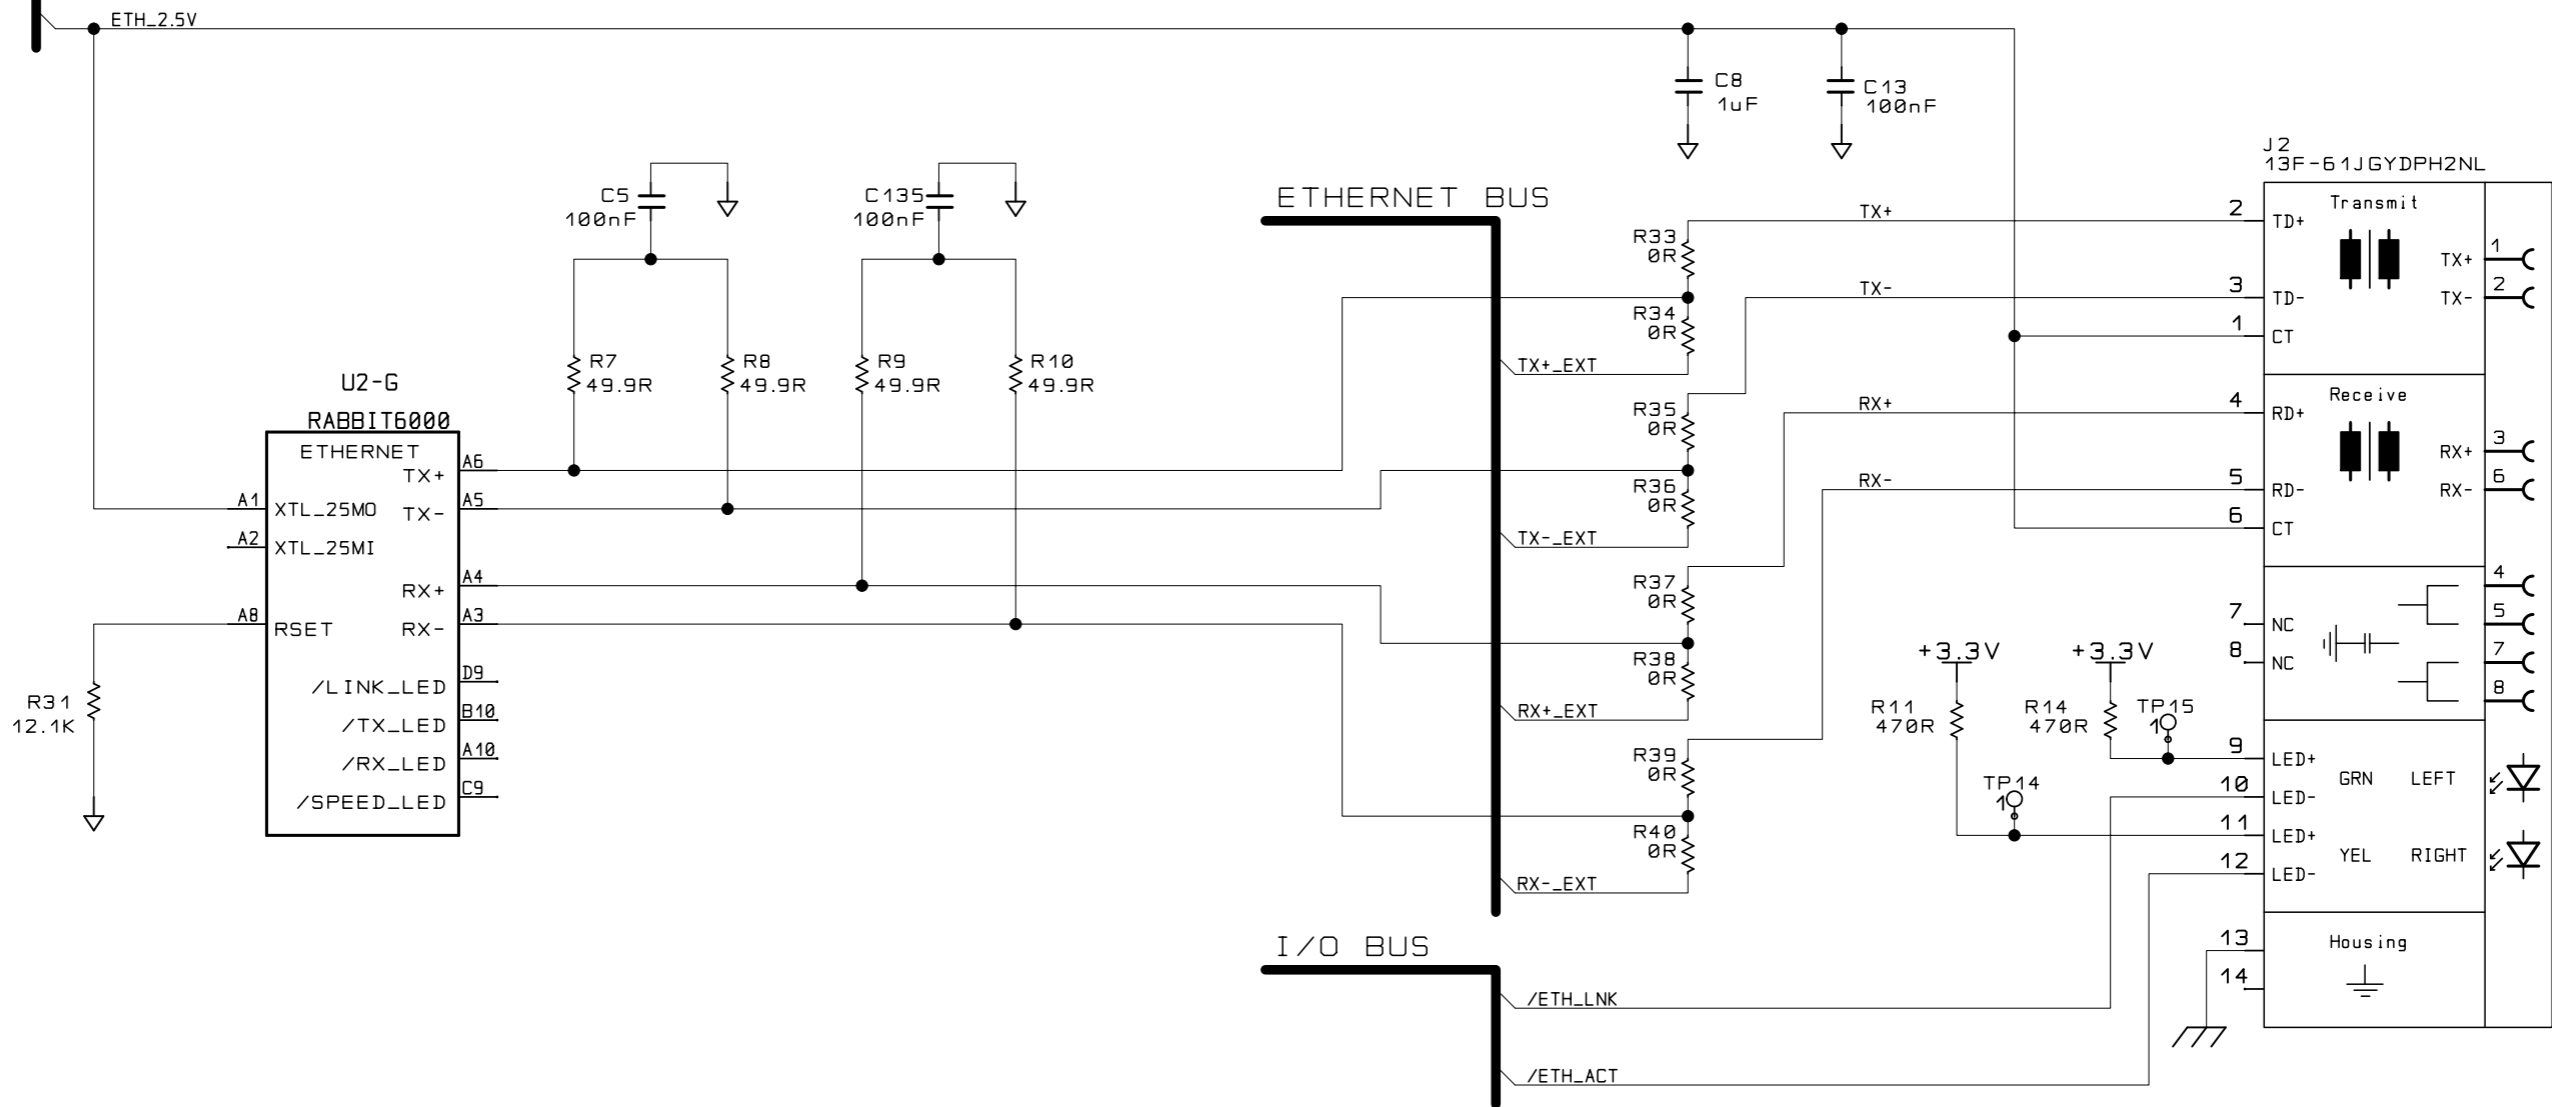 ETH_2.5V
C8
1uF
C13
100nF
J2
13F-61JGYDPH2NL
C5
100nF
C135
100nF
ETHERNET BUS
R7
49.9R
R8
49.9R
R9
49.9R
R10
49.9R
U2-G
RABBIT6000
ETHERNET
TX+ A6
A1 XTL_25MO
TX- A5
A2 XTL_25MI
RX+ A4
A8 RSET
RX- A3
/LINK_LED D9
/TX_LED B10
/RX_LED A10
/SPEED_LED C9
R31
12.1K
R33
0R
R34
0R
TX+_EXT
R35
0R
R36
0R
TX-_EXT
R37
0R
R38
0R
RX+_EXT
R39
0R
R40
0R
RX-_EXT
TX+
TX-
RX+
RX-
+3.3V
+3.3V
R11
470R
R14
470R
TP15
1
TP14
1
Transmit
2 TD+
TX+ 1
3 TD-
TX- 2
1 CT
Receive
4 RD+
RX+ 3
5 RD-
RX- 6
6 CT
4
7 NC
5
8 NC
7
8
9 LED+
GRN LEFT
10 LED-
11 LED+
YEL RIGHT
12 LED-
13
Housing
14
I/O BUS
/ETH_LNK
/ETH_ACT